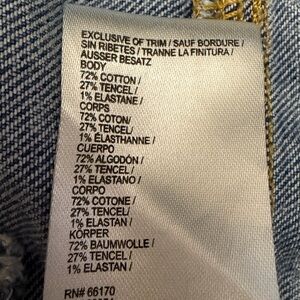 EXCLUSIVE OF TRIM / SAUF BORDURE /
SIN RIBETES / TRANNE LA FINITURA /
AUSSER BESATZ
BODY
72% COTTON /
27% TENCEL /
1% ELASTANE /
CORPS
72% COTON/
27% TENCEL/
1% ÉLASTHANNE /
CUERPO
72% ALGODÓN /
27% TENCEL /
1% ELASTANO /
CORPO
72% COTONE /
27% TENCEL/
1% ELASTAN /
KÖRPER
72% BAUMWOLLE /
27% TENCEL /
1% ELASTAN /
RN# 66170